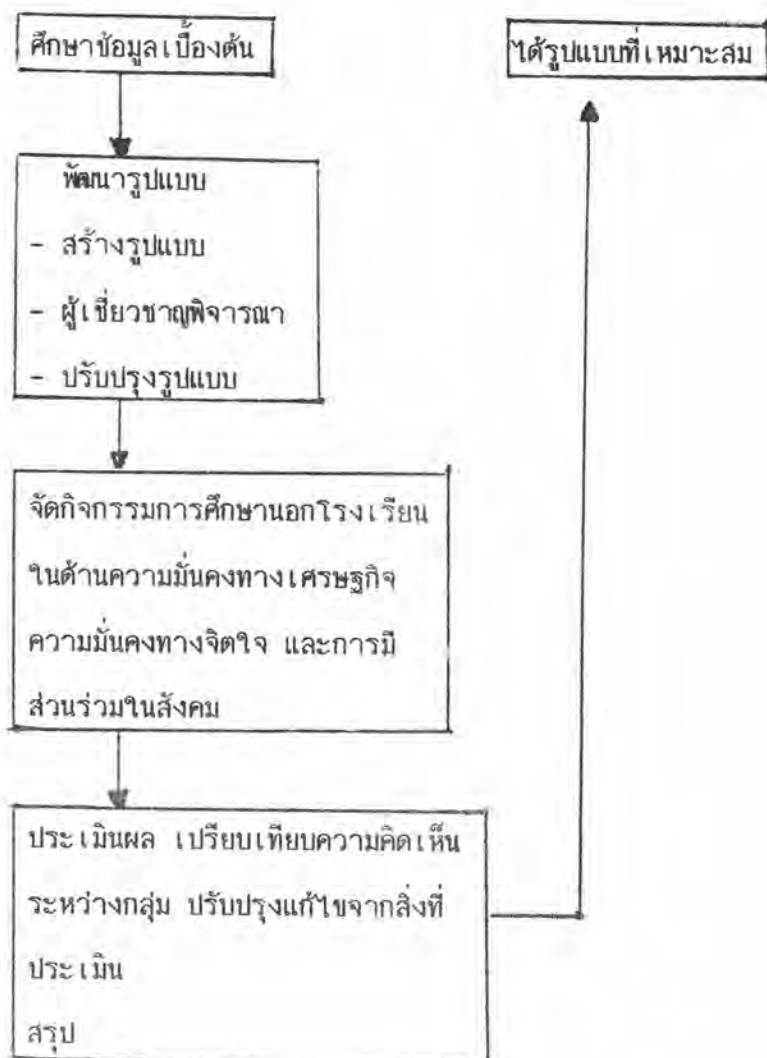 ศึกษาข้อมูลเบื้องต้น
พัฒนารูปแบบ
- สร้างรูปแบบ
- ผู้เชี่ยวชาญพิจารณา
- ปรับปรุงรูปแบบ
จัดกิจกรรมการศึกษานอกโรงเรียน
ในด้านความมั่นคงทางเศรษฐกิจ
ความมั่นคงทางจิตใจ และการมี
ส่วนร่วมในสังคม
ประเมินผล เปรียบเทียบความคิดเห็น
ระหว่างกลุ่ม ปรับปรุงแก้ไขจากสิ่งที่
ประเมิน
สรุป
ได้รูปแบบที่เหมาะสม